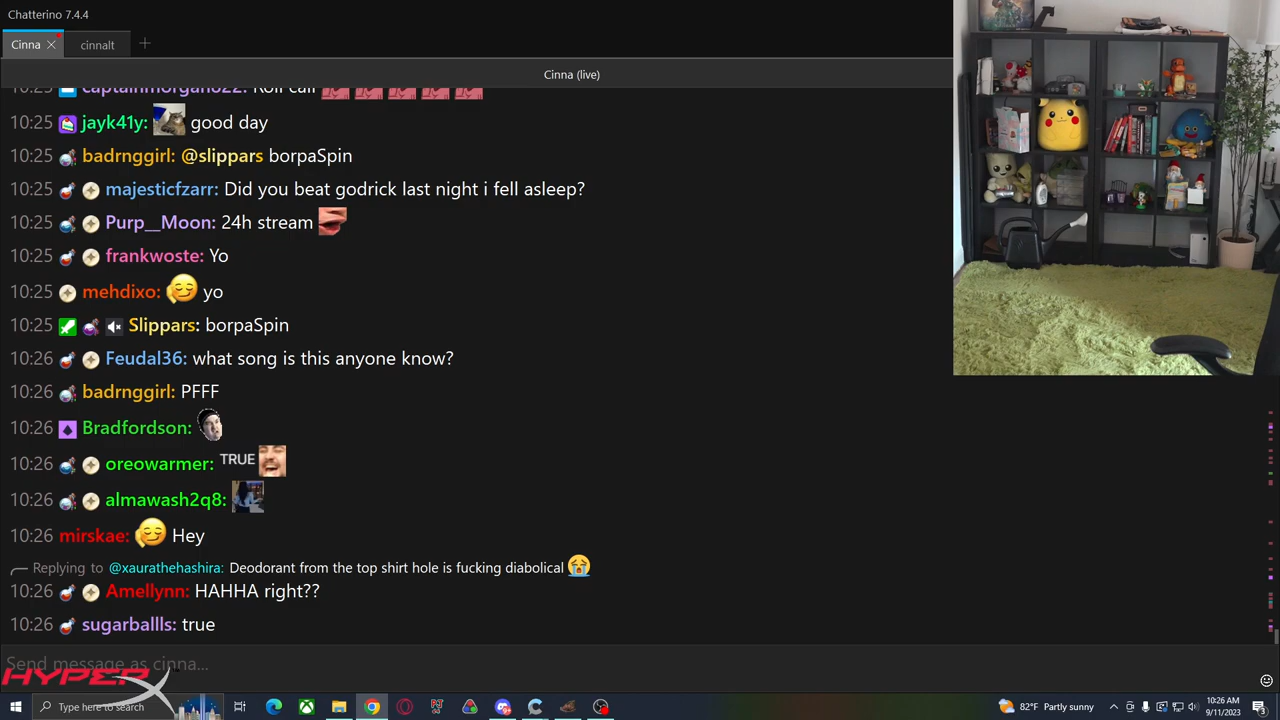 Chatterino 7.4.4
Cinna
cinnalt
Cinna (live)
10:25 captainmorgan622: Roll call
10:25 jayk41y: good day
10:25 badrnggirl: @slippars borpaSpin
10:25 majesticfzarr: Did you beat godrick last night i fell asleep?
10:25 Purp__Moon: 24h stream
10:25 frankwoste: Yo
10:25 mehdixo: yo
10:25 Slippars: borpaSpin
10:26 Feudal36: what song is this anyone know?
10:26 badrnggirl: PFFF
10:26 Bradfordson:
10:26 oreowarmer: TRUE
10:26 almawash2q8:
10:26 mirskae: Hey
Replying to @xaurathehashira: Deodorant from the top shirt hole is fucking diabolical
10:26 Amellynn: HAHHA right??
10:26 sugarballls: true
Send message as cinna...
HYPERX
Type here to search
82°F Partly sunny
10:26 AM
9/11/2023
3